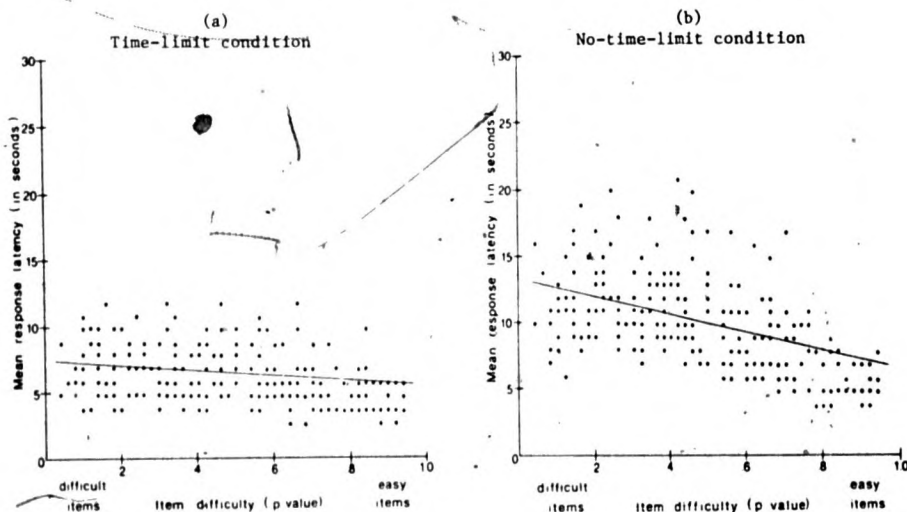 (a)
Time-limit condition
Mean response latency (in seconds)
30
25
20
15
10
5
0
2
4
6
8
10
difficult
items
Item difficulty (p value)
easy
items
(b)
No-time-limit condition
Mean response latency (in seconds)
30
25
20
15
10
5
0
2
4
6
8
1.0
difficult
items
Item difficulty (p value)
easy
items